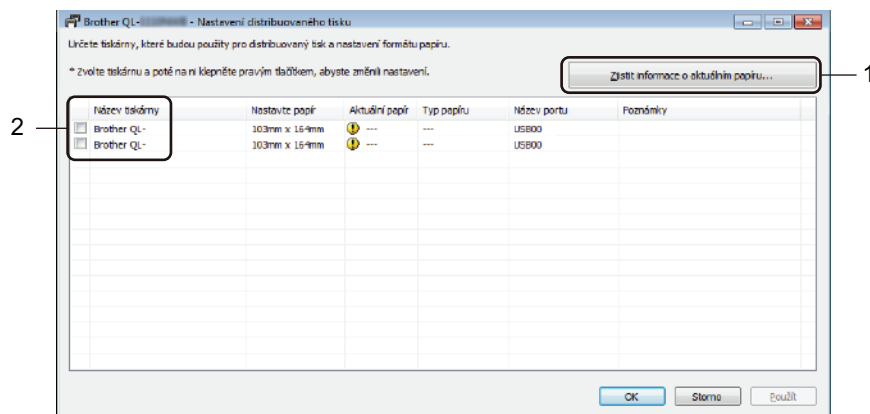 Brother QL- - Nastavení distribuovaného tisku
Určete tiskárny, které budou použity pro distribuovaný tisk a nastavení formátu papíru.
* Zvolte tiskárnu a poté na ni klepněte pravým tlačítkem, abyste změnili nastavení.
Zjistit informace o aktuálním papíru...
1
Název tiskárny Nastavte papír Aktuální papír Typ papíru Název portu Poznámky
2
Brother QL- 103mm x 164mm --- --- USB00
Brother QL- 103mm x 164mm --- --- USB00
OK Storno Použít